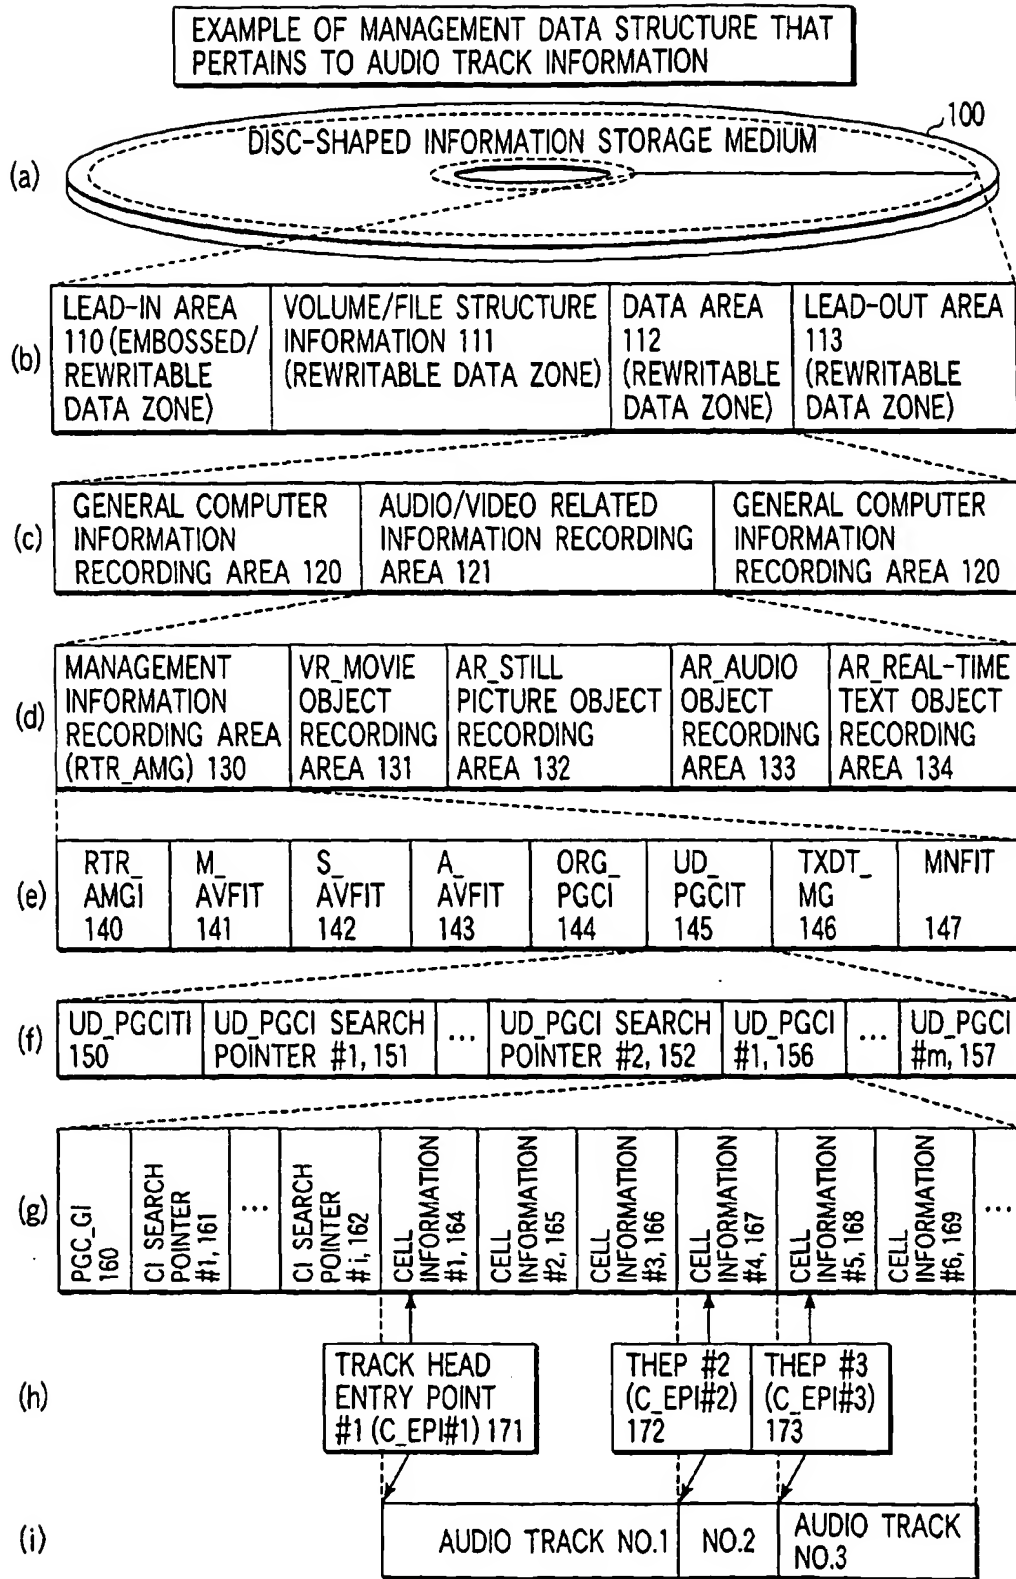 EXAMPLE OF MANAGEMENT DATA STRUCTURE THAT
PERTAINS TO AUDIO TRACK INFORMATION
100
DISC-SHAPED INFORMATION STORAGE MEDIUM
(a)
(b)
LEAD-IN AREA
110 (EMBOSSED/
REWRITABLE
DATA ZONE)
VOLUME/FILE STRUCTURE
INFORMATION 111
(REWRITABLE DATA ZONE)
DATA AREA
112
(REWRITABLE
DATA ZONE)
LEAD-OUT AREA
113
(REWRITABLE
DATA ZONE)
(c)
GENERAL COMPUTER
INFORMATION
RECORDING AREA 120
AUDIO/VIDEO RELATED
INFORMATION RECORDING
AREA 121
GENERAL COMPUTER
INFORMATION
RECORDING AREA 120
(d)
MANAGEMENT
INFORMATION
RECORDING AREA
(RTR_AMG) 130
VR_MOVIE
OBJECT
RECORDING
AREA 131
AR_STILL
PICTURE OBJECT
RECORDING
AREA 132
AR_AUDIO
OBJECT
RECORDING
AREA 133
AR_REAL-TIME
TEXT OBJECT
RECORDING
AREA 134
(e)
RTR_
AMGI
140
M_
AVFIT
141
S_
AVFIT
142
A_
AVFIT
143
ORG_
PGCI
144
UD_
PGCIT
145
TXDT_
MG
146
MNFIT
147
(f)
UD_PGCITI
150
UD_PGCI SEARCH
POINTER #1, 151
...
UD_PGCI SEARCH
POINTER #2, 152
UD_PGCI
#1, 156
...
UD_PGCI
#m, 157
(g)
PGC_GI
160
CI SEARCH
POINTER
#1, 161
...
CI SEARCH
POINTER
#i, 162
CELL
INFORMATION
#1, 164
CELL
INFORMATION
#2, 165
CELL
INFORMATION
#3, 166
CELL
INFORMATION
#4, 167
CELL
INFORMATION
#5, 168
CELL
INFORMATION
#6, 169
...
(h)
TRACK HEAD
ENTRY POINT
#1 (C_EPI#1) 171
THEP #2
(C_EPI#2)
172
THEP #3
(C_EPI#3)
173
(i)
AUDIO TRACK NO.1
NO.2
AUDIO TRACK
NO.3